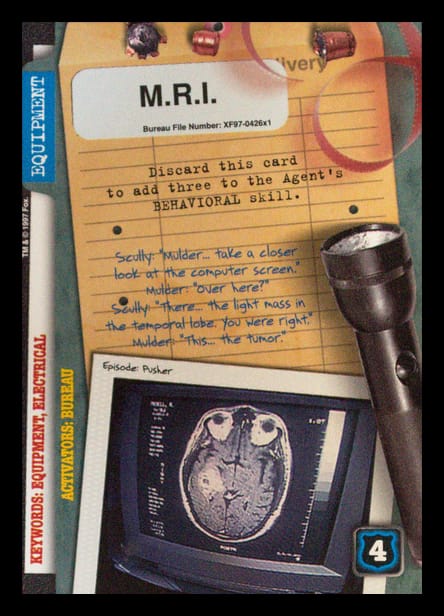 ivery
M.R.I.
Bureau File Number: XF97-0426x1
EQUIPMENT
Discard this card
to add three to the Agent's
BEHAVIORAL skill.
TM & © 1997 Fox.
Scully: "Mulder... take a closer
look at the computer screen."
Mulder: "Over here?"
Scully: "There... the light mass in
the temporal lobe. You were right."
Mulder: "This... the tumor."
KEYWORDS: EQUIPMENT, ELECTRICAL
ACTIVATORS: BUREAU
Episode: Pusher
4